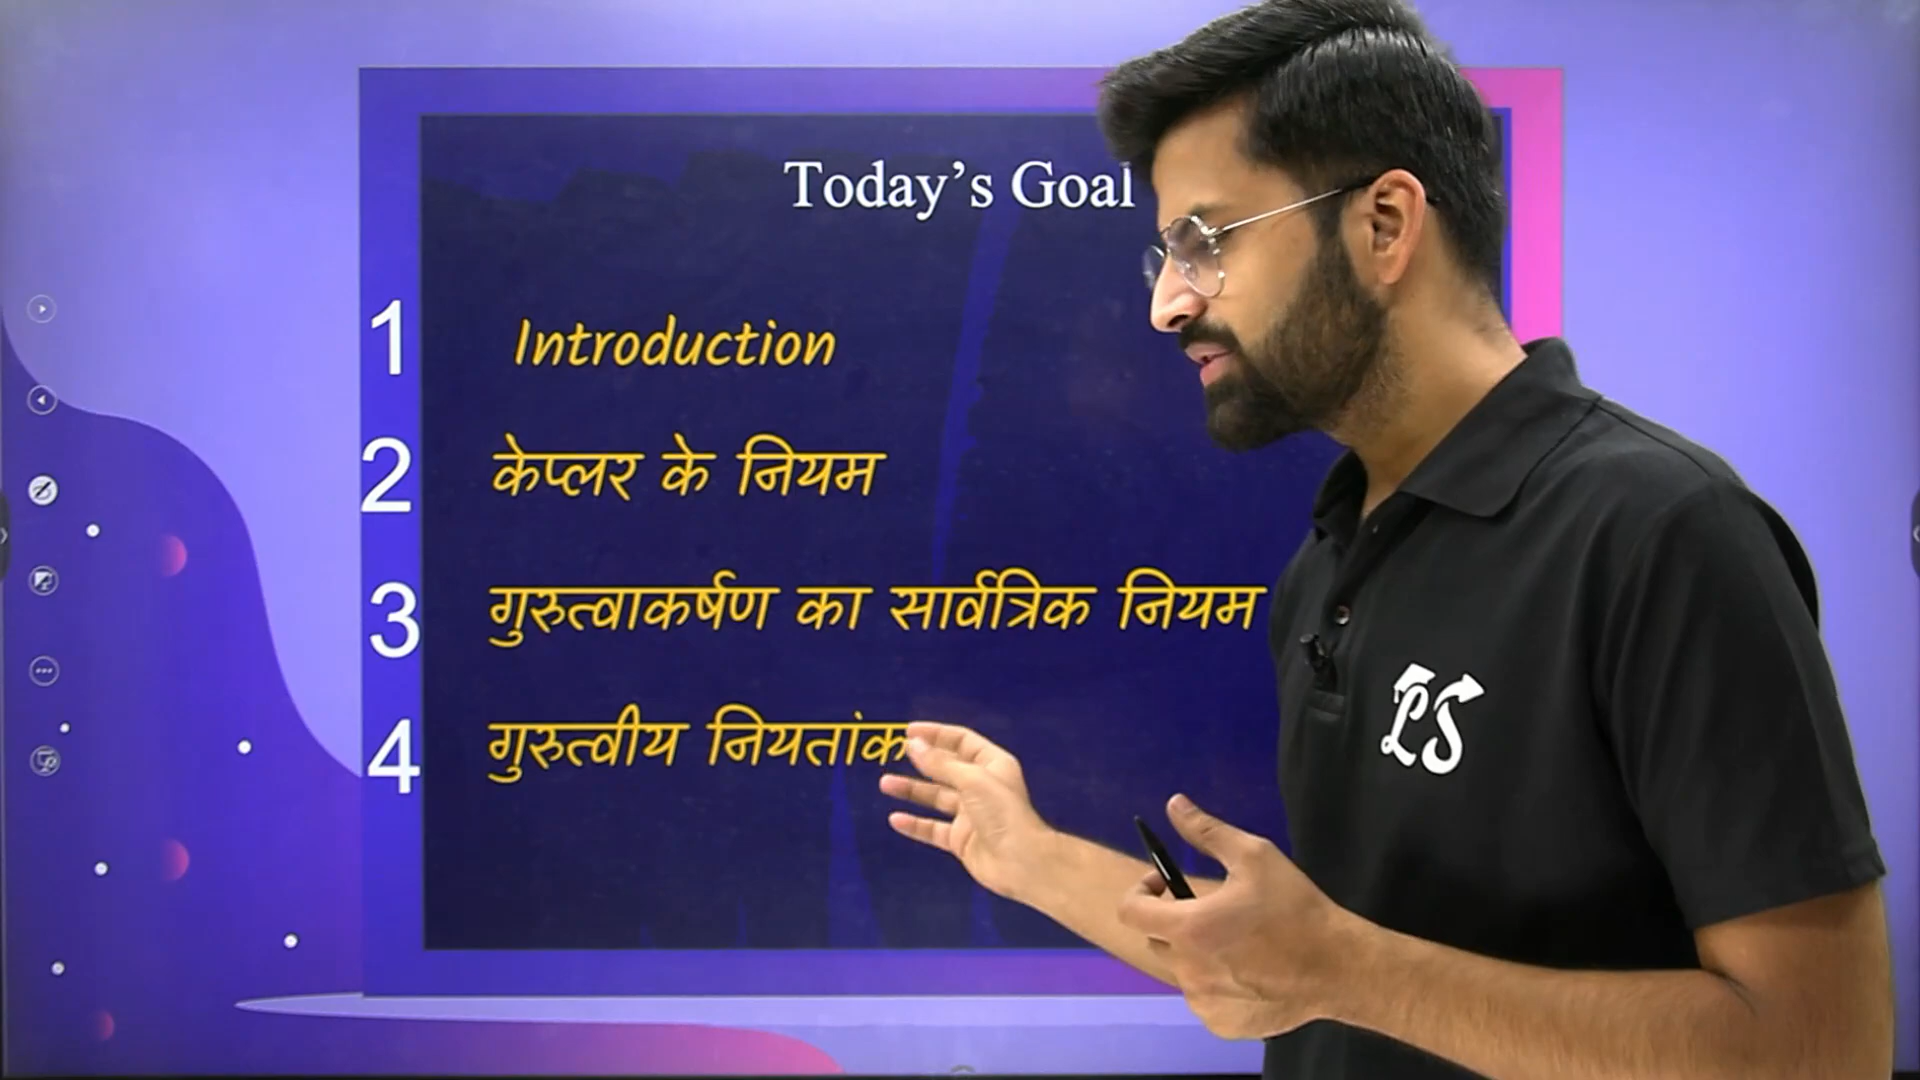 Today's Goal
1 Introduction
2 केप्लर के नियम
3 गुरुत्वाकर्षण का सार्वत्रिक नियम
4 गुरुत्वीय नियतांक
LS